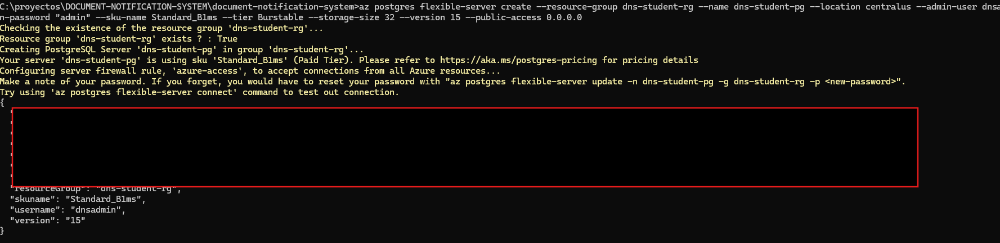 C:\proyectos\DOCUMENT-NOTIFICATION-SYSTEM\document-notification-system>az postgres flexible-server create --resource-group dns-student-rg --name dns-student-pg --location centralus --admin-user dnsa
n-password "admin" --sku-name Standard_B1ms --tier Burstable --storage-size 32 --version 15 --public-access 0.0.0.0
Checking the existence of the resource group 'dns-student-rg'...
Resource group 'dns-student-rg' exists ? : True
Creating PostgreSQL Server 'dns-student-pg' in group 'dns-student-rg'...
Your server 'dns-student-pg' is using sku 'Standard_B1ms' (Paid Tier). Please refer to https://aka.ms/postgres-pricing for pricing details
Configuring server firewall rule, 'azure-access', to accept connections from all Azure resources...
Make a note of your password. If you forget, you would have to reset your password with "az postgres flexible-server update -n dns-student-pg -g dns-student-rg -p <new-password>".
Try using 'az postgres flexible-server connect' command to test out connection.
{
"resourceGroup": "dns-student-rg",
"skuname": "Standard_B1ms",
"username": "dnsadmin",
"version": "15"
}